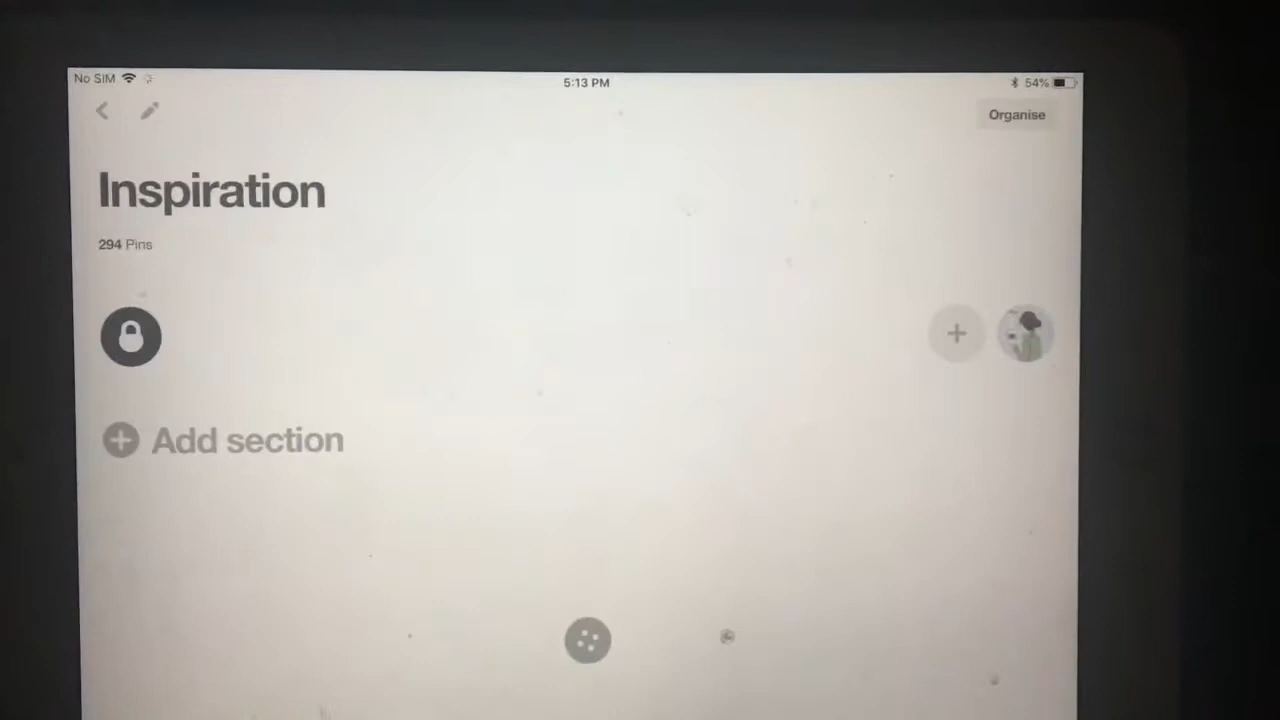 No SIM 5:13 PM 54%
Organise
Inspiration
294 Pins
Add section